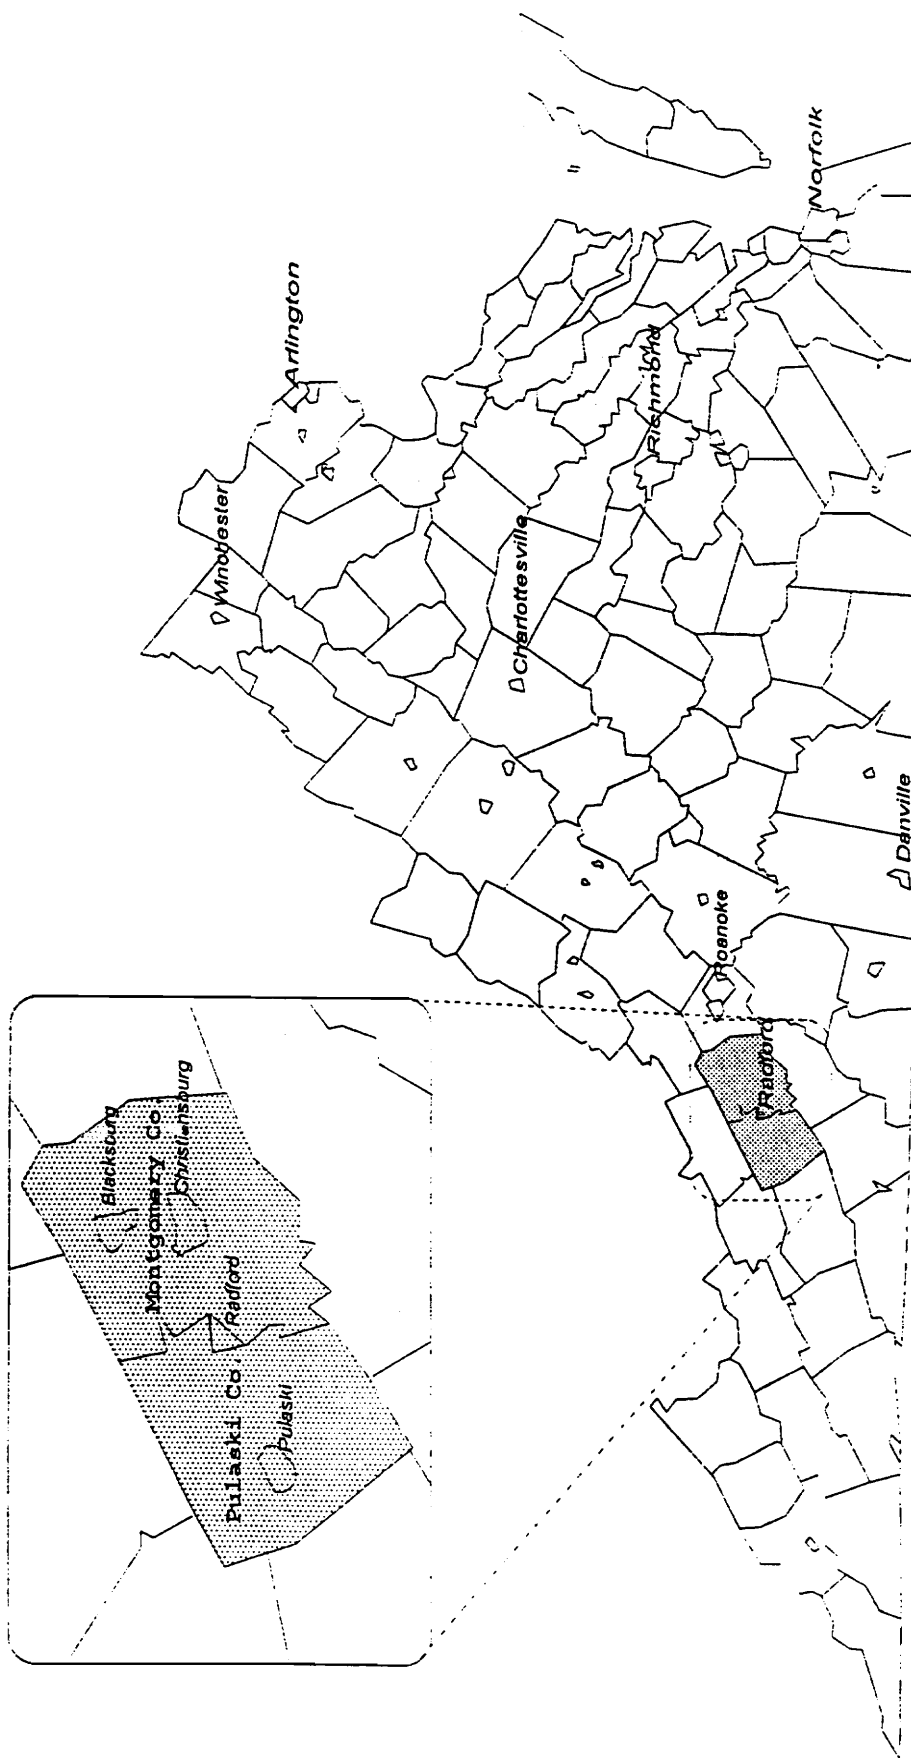 Blacksburg
Montgomery Co
Christiansburg
Radford
Pulaski Co.
Pulaski
Arlington
Winchester
Charlottesville
Richmond
Norfolk
Roanoke
Radford
Danville